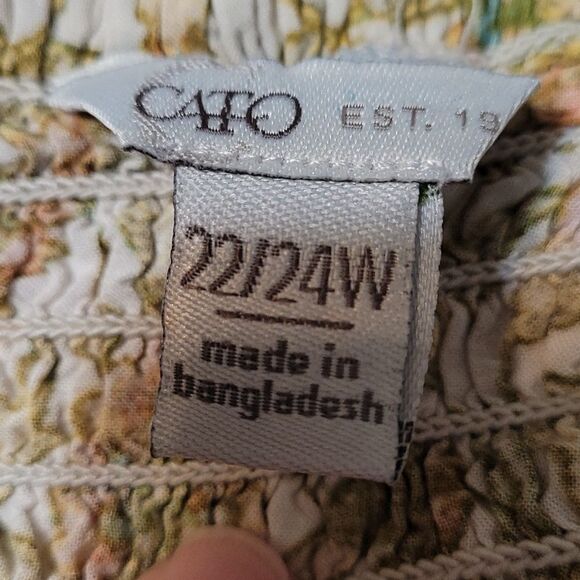 CATO EST. 19
22/24W
made in
bangladesh